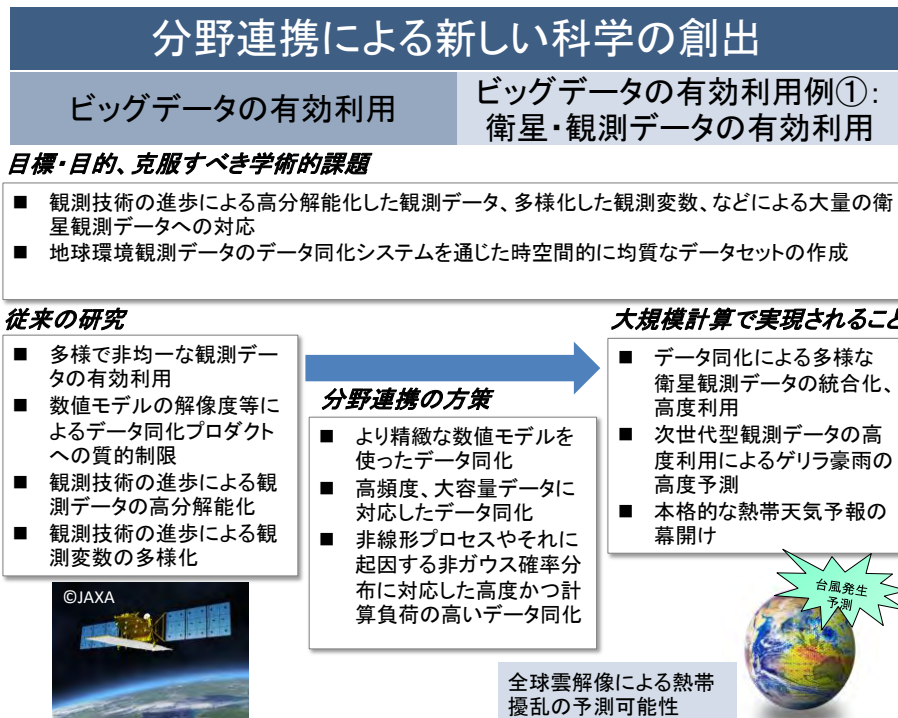 分野連携による新しい科学の創出
ビッグデータの有効利用
ビッグデータの有効利用例①:
衛星・観測データの有効利用
目標・目的、克服すべき学術的課題
■ 観測技術の進歩による高分解能化した観測データ、多様化した観測変数、などによる大量の衛
星観測データへの対応
■ 地球環境観測データのデータ同化システムを通じた時空間的に均質なデータセットの作成
従来の研究
■ 多様で非均一な観測デー
タの有効利用
■ 数値モデルの解像度等に
よるデータ同化プロダクト
への質的制限
■ 観測技術の進歩による観
測データの高分解能化
■ 観測技術の進歩による観
測変数の多様化
©JAXA
分野連携の方策
■ より精緻な数値モデルを
使ったデータ同化
■ 高頻度、大容量データに
対応したデータ同化
■ 非線形プロセスやそれに
起因する非ガウス確率分
布に対応した高度かつ計
算負荷の高いデータ同化
大規模計算で実現されること
■ データ同化による多様な
衛星観測データの統合化、
高度利用
■ 次世代型観測データの高
度利用によるゲリラ豪雨の
高度予測
■ 本格的な熱帯天気予報の
幕開け
台風発生
予測
全球雲解像による熱帯
擾乱の予測可能性